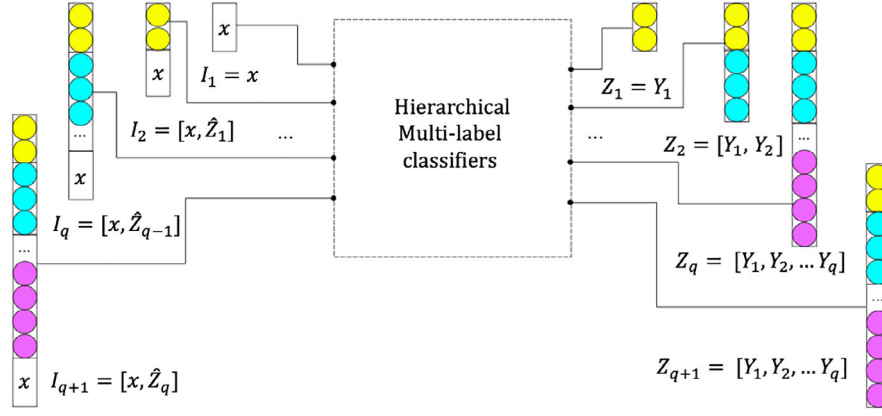 x
x
I₁ = x
Z₁ = Y₁
Hierarchical
Multi-label
classifiers
I₂ = [x, Ẑ₁]
...
...
...
...
x
Z₂ = [Y₁, Y₂]
I_q = [x, Ẑ_{q−1}]
...
Z_q = [Y₁, Y₂, … Y_q]
...
x
I_{q+1} = [x, Ẑ_q]
Z_{q+1} = [Y₁, Y₂, … Y_q]